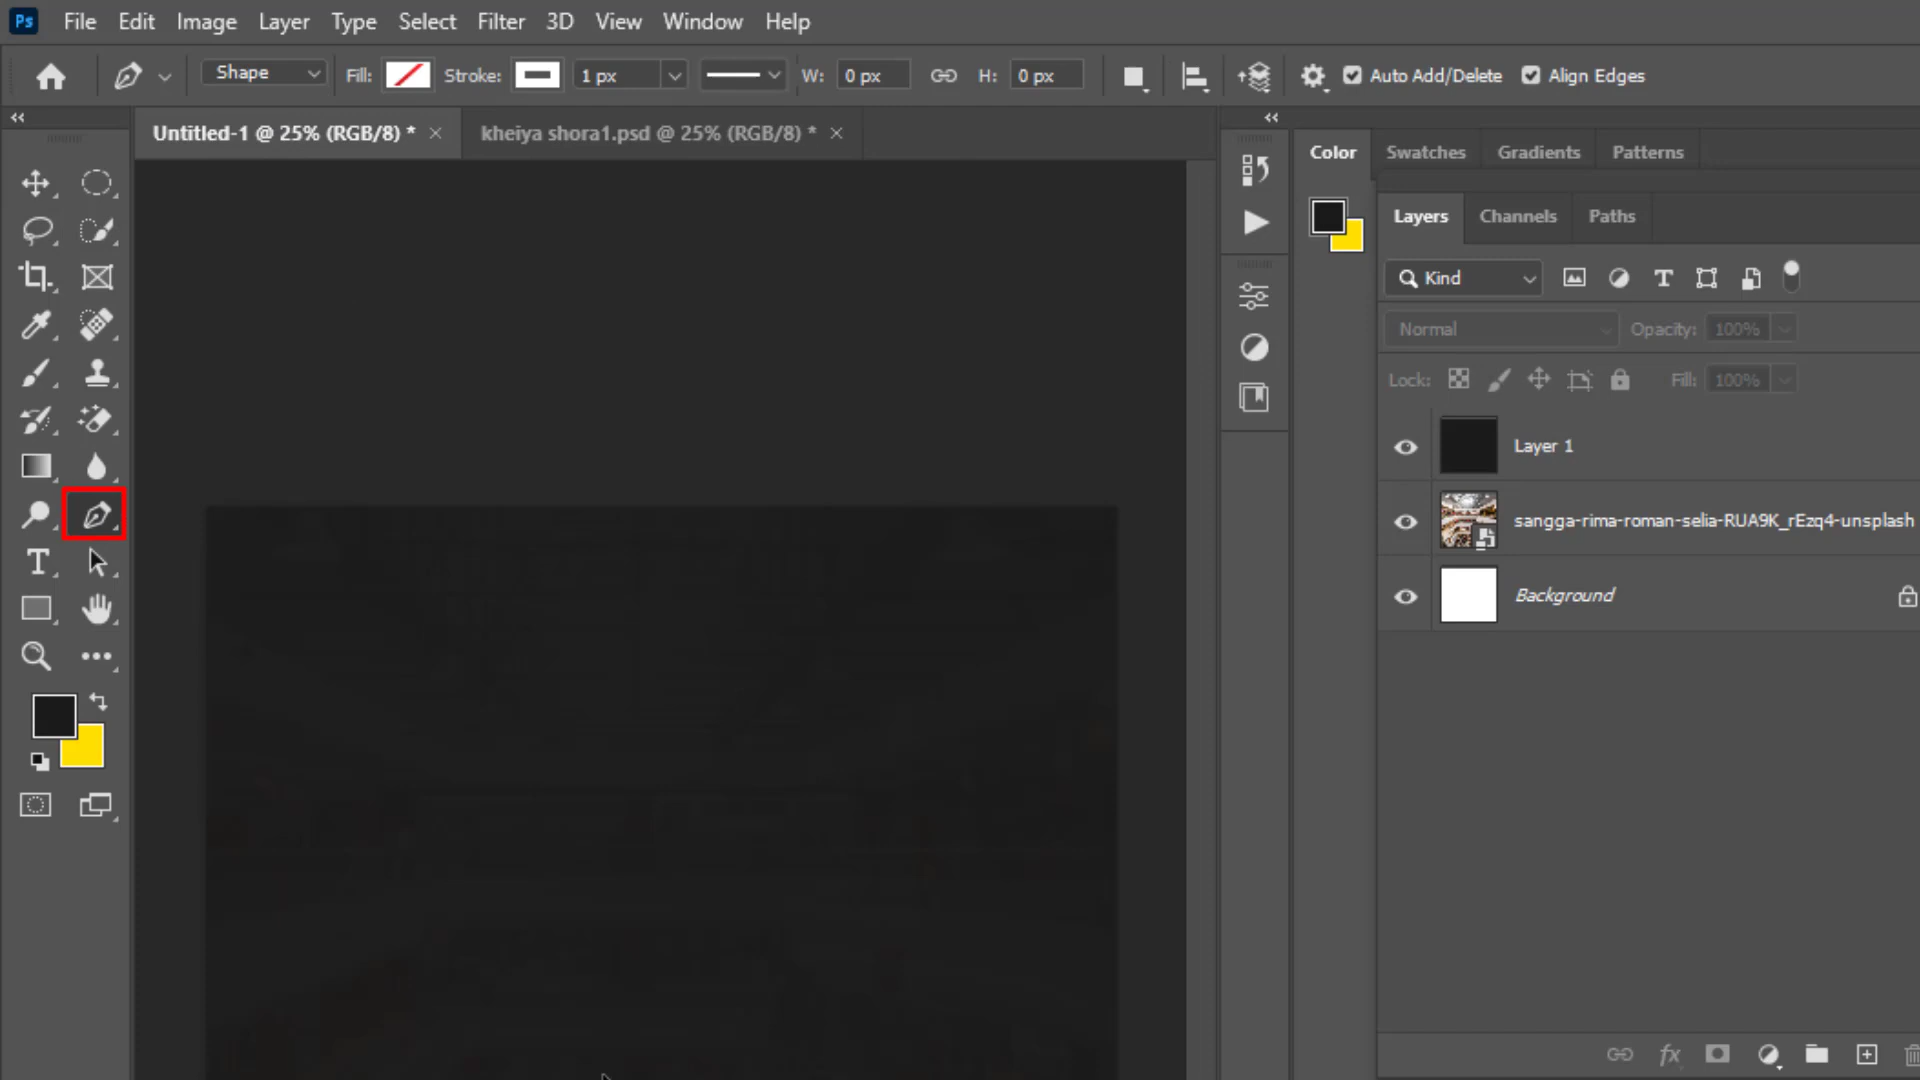 Ps File Edit Image Layer Type Select Filter 3D View Window Help
Shape Fill: Stroke: 1 px W: 0 px H: 0 px Auto Add/Delete Align Edges
Untitled-1 @ 25% (RGB/8) * kheiya shora1.psd @ 25% (RGB/8) *
Color Swatches Gradients Patterns
Layers Channels Paths
Kind
Normal Opacity: 100%
Lock: Fill: 100%
Layer 1
sangga-rima-roman-selia-RUA9K_rEzq4-unsplash
Background
fx